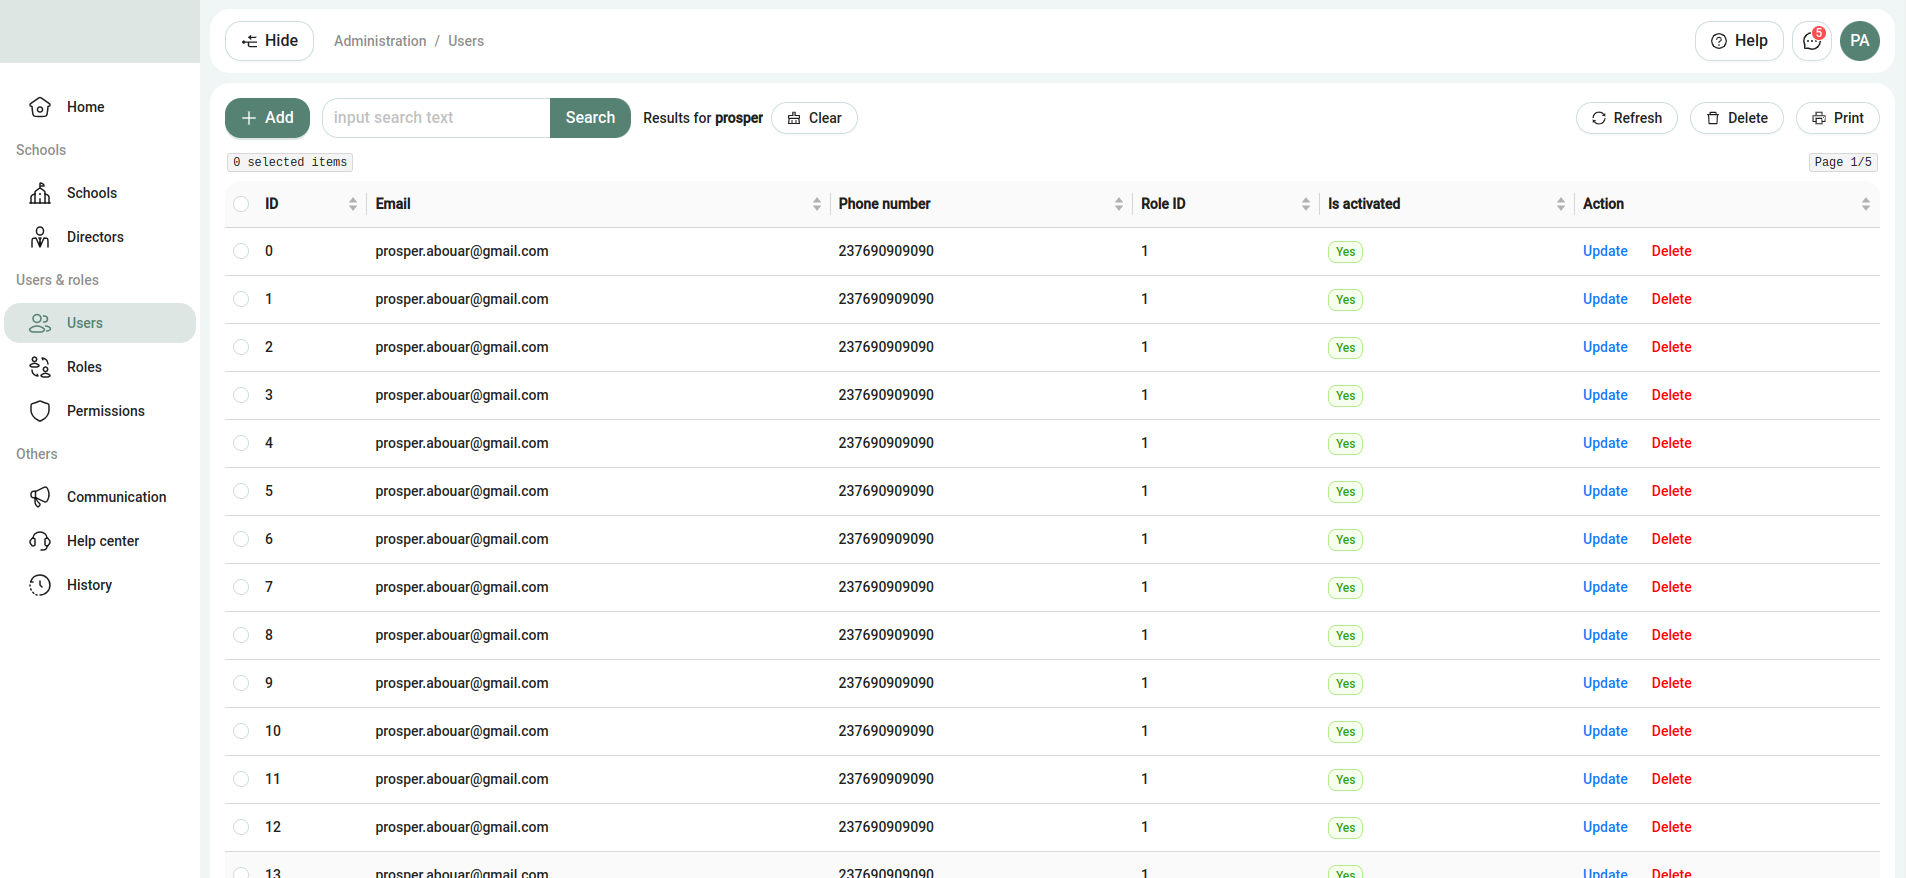 Hide
Administration / Users
Help
5
PA
Home
Schools
Schools
Directors
Users & roles
Users
Roles
Permissions
Others
Communication
Help center
History
Add
input search text
Search
Results for prosper
Clear
Refresh
Delete
Print
0 selected items
Page 1/5
ID Email Phone number Role ID Is activated Action
0 prosper.abouar@gmail.com 237690909090 1 Yes Update Delete
1 prosper.abouar@gmail.com 237690909090 1 Yes Update Delete
2 prosper.abouar@gmail.com 237690909090 1 Yes Update Delete
3 prosper.abouar@gmail.com 237690909090 1 Yes Update Delete
4 prosper.abouar@gmail.com 237690909090 1 Yes Update Delete
5 prosper.abouar@gmail.com 237690909090 1 Yes Update Delete
6 prosper.abouar@gmail.com 237690909090 1 Yes Update Delete
7 prosper.abouar@gmail.com 237690909090 1 Yes Update Delete
8 prosper.abouar@gmail.com 237690909090 1 Yes Update Delete
9 prosper.abouar@gmail.com 237690909090 1 Yes Update Delete
10 prosper.abouar@gmail.com 237690909090 1 Yes Update Delete
11 prosper.abouar@gmail.com 237690909090 1 Yes Update Delete
12 prosper.abouar@gmail.com 237690909090 1 Yes Update Delete
13 prosper.abouar@gmail.com 237690909090 1 Yes Update Delete